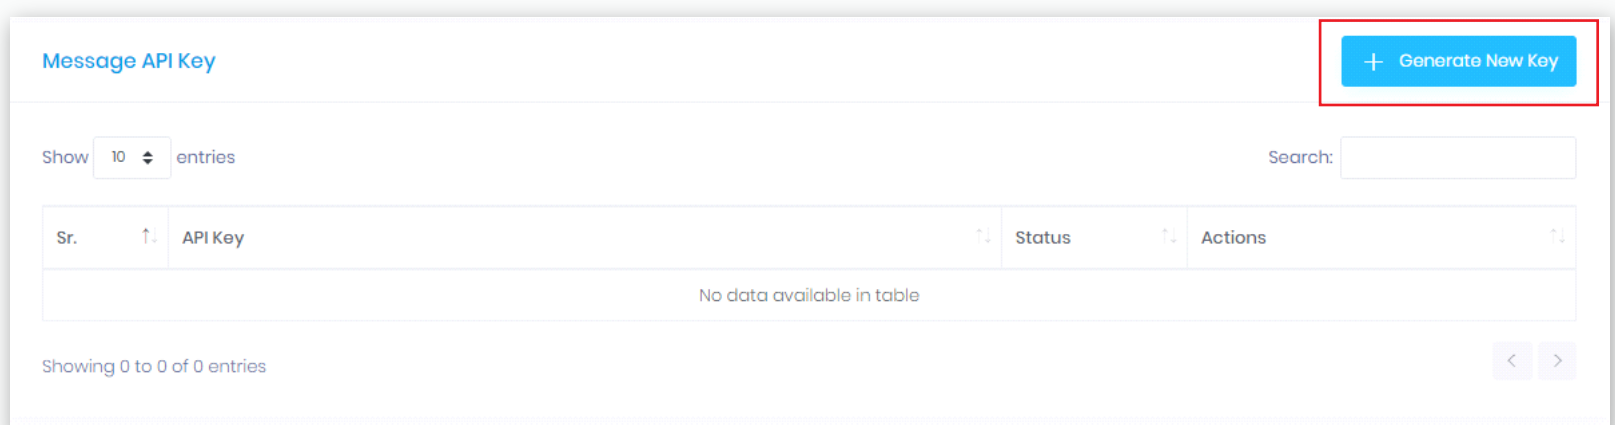 Message API Key
+ Generate New Key
Show 10 entries
Search:
Sr. API Key Status Actions
No data available in table
Showing 0 to 0 of 0 entries